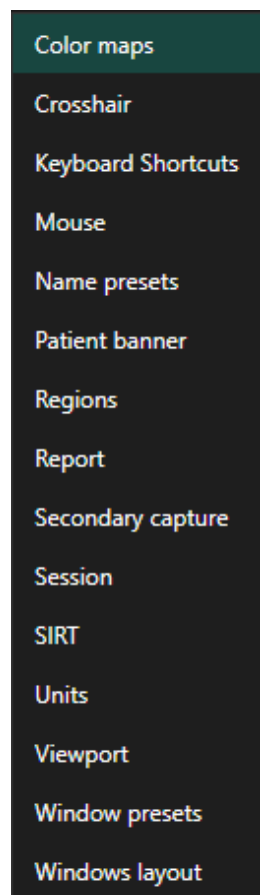 Color maps
Crosshair
Keyboard Shortcuts
Mouse
Name presets
Patient banner
Regions
Report
Secondary capture
Session
SIRT
Units
Viewport
Window presets
Windows layout